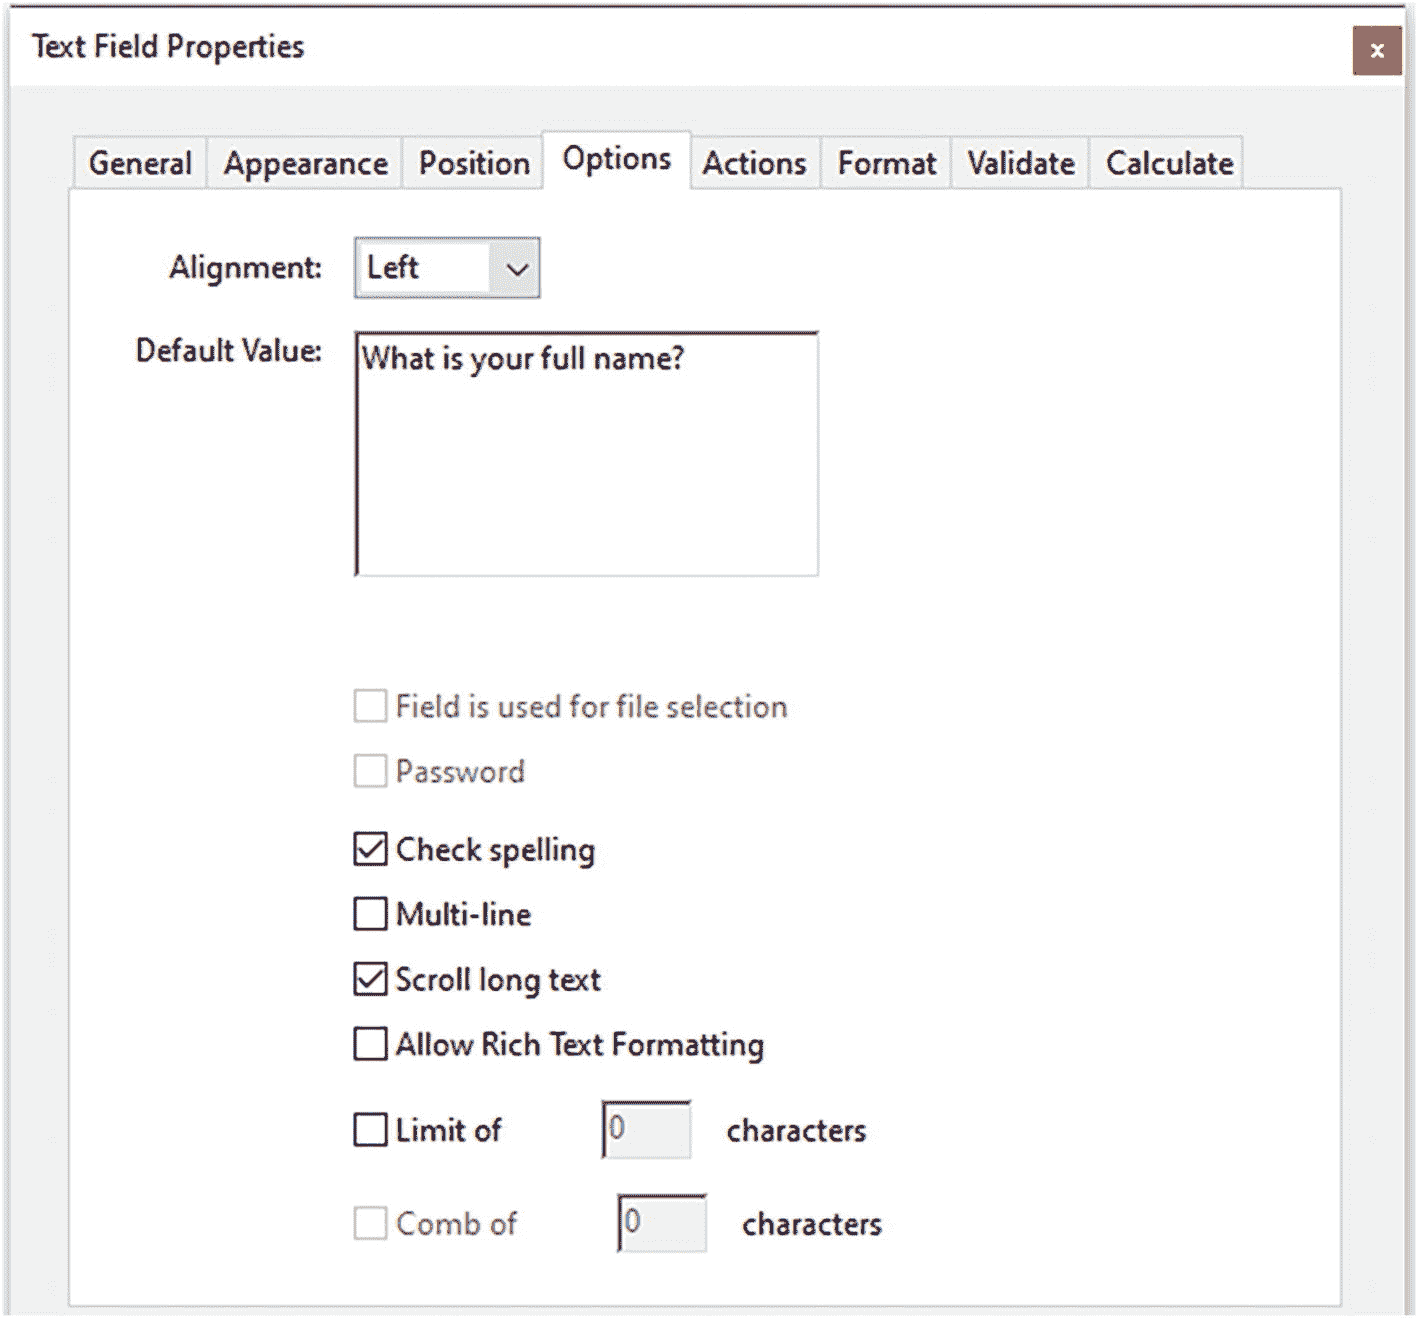 Text Field Properties
x
General Appearance Position Options Actions Format Validate Calculate
Alignment: Left
Default Value: What is your full name?
Field is used for file selection
Password
Check spelling
Multi-line
Scroll long text
Allow Rich Text Formatting
Limit of 0 characters
Comb of 0 characters